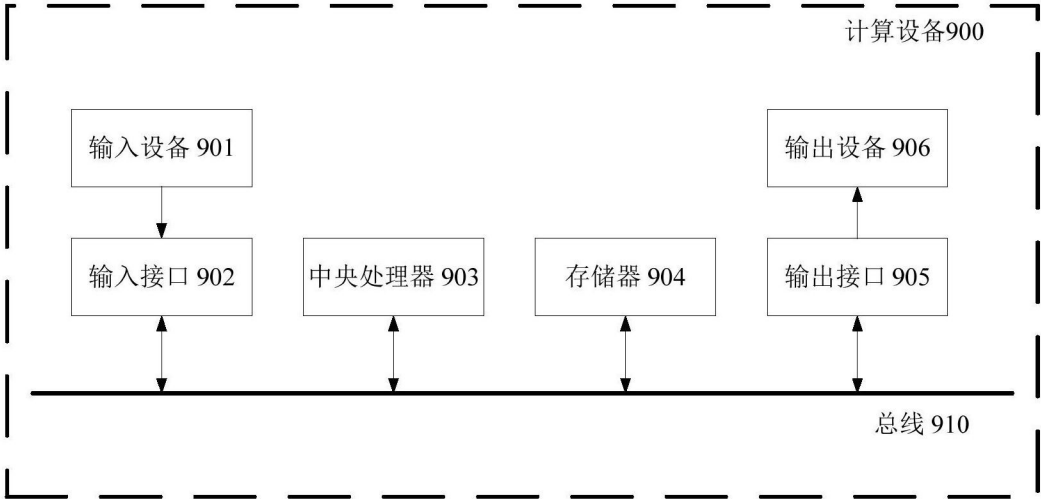 计算设备900
输入设备 901
输出设备 906
输入接口 902
中央处理器 903
存储器 904
输出接口 905
总线 910